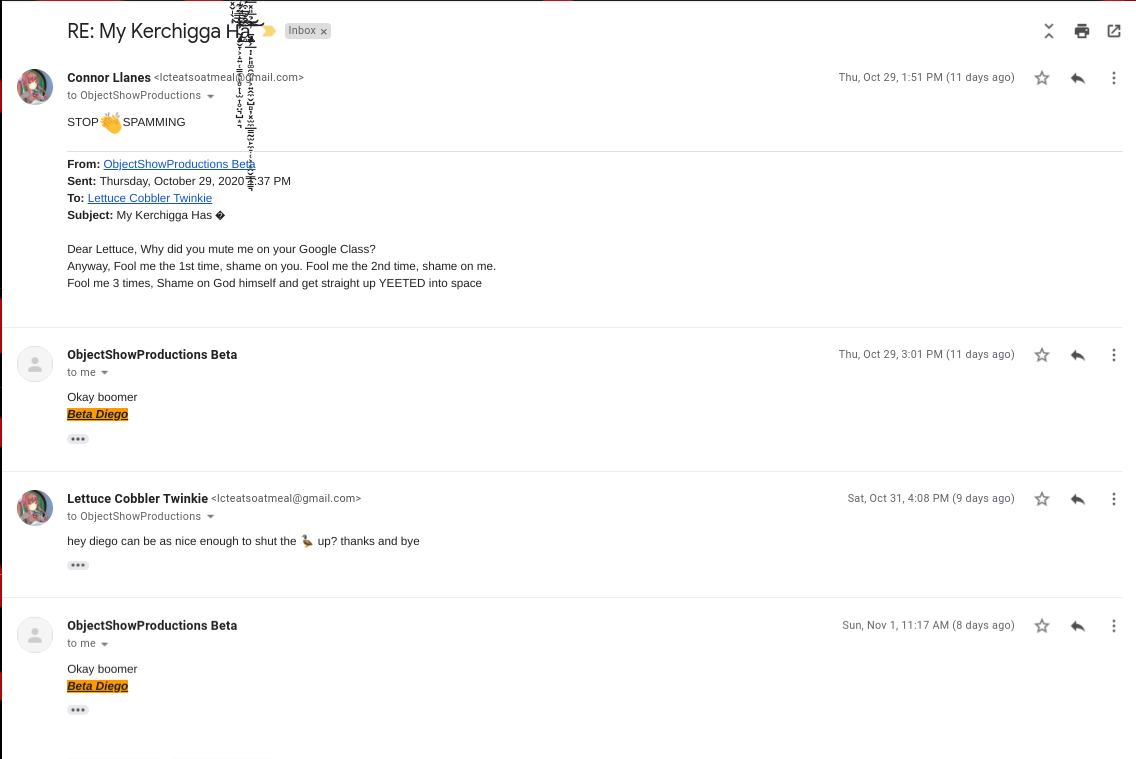 RE: My Kerchigga Ha
Inbox x
Connor Llanes <lcteatsoatmeal@gmail.com>
Thu, Oct 29, 1:51 PM (11 days ago)
to ObjectShowProductions
STOP👏SPAMMING
From: ObjectShowProductions Beta
Sent: Thursday, October 29, 2020 1:37 PM
To: Lettuce Cobbler Twinkie
Subject: My Kerchigga Has �
Dear Lettuce, Why did you mute me on your Google Class?
Anyway, Fool me the 1st time, shame on you. Fool me the 2nd time, shame on me.
Fool me 3 times, Shame on God himself and get straight up YEETED into space
ObjectShowProductions Beta
Thu, Oct 29, 3:01 PM (11 days ago)
to me
Okay boomer
Beta Diego
Lettuce Cobbler Twinkie <lcteatsoatmeal@gmail.com>
Sat, Oct 31, 4:08 PM (9 days ago)
to ObjectShowProductions
hey diego can be as nice enough to shut the 🦆 up? thanks and bye
ObjectShowProductions Beta
Sun, Nov 1, 11:17 AM (8 days ago)
to me
Okay boomer
Beta Diego